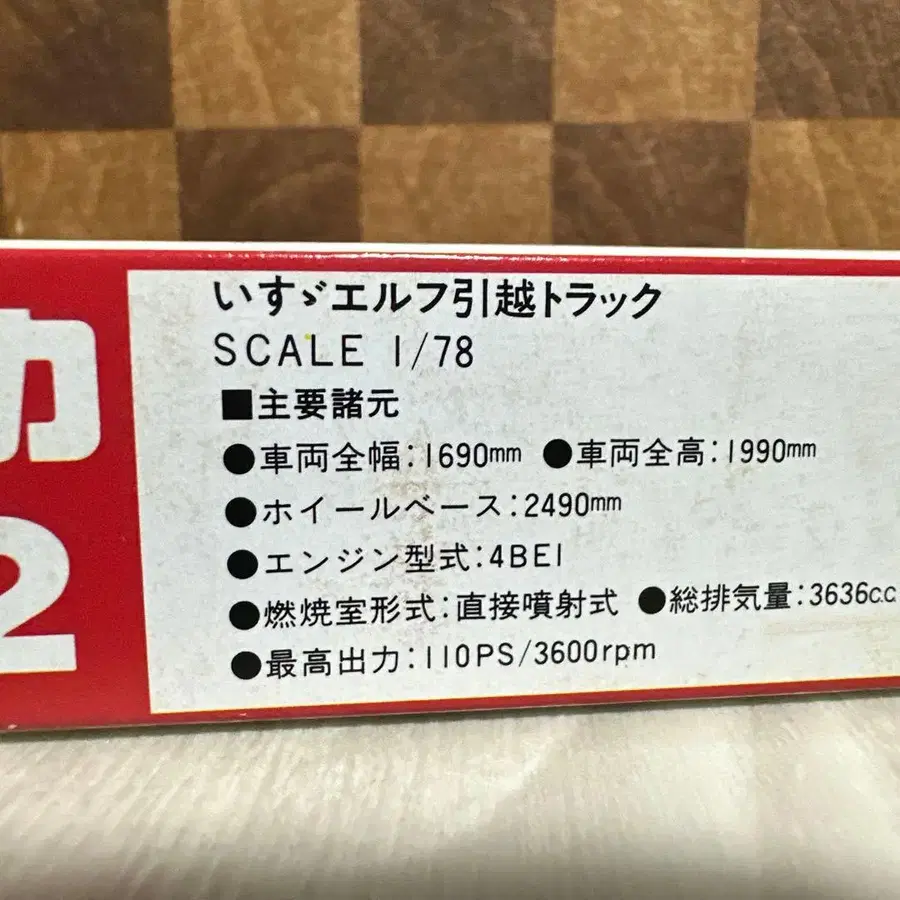 いすゞエルフ引越トラック
SCALE 1/78
■主要諸元
●車両全幅:1690mm ●車両全高:1990mm
●ホイールベース:2490mm
●エンジン型式:4BE1
●燃焼室形式:直接噴射式 ●総排気量:3636c.c
●最高出力:110PS/3600rpm
2